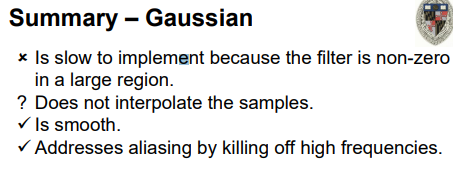 Summary – Gaussian
× Is slow to implement because the filter is non-zero
in a large region.
? Does not interpolate the samples.
✓ Is smooth.
✓ Addresses aliasing by killing off high frequencies.